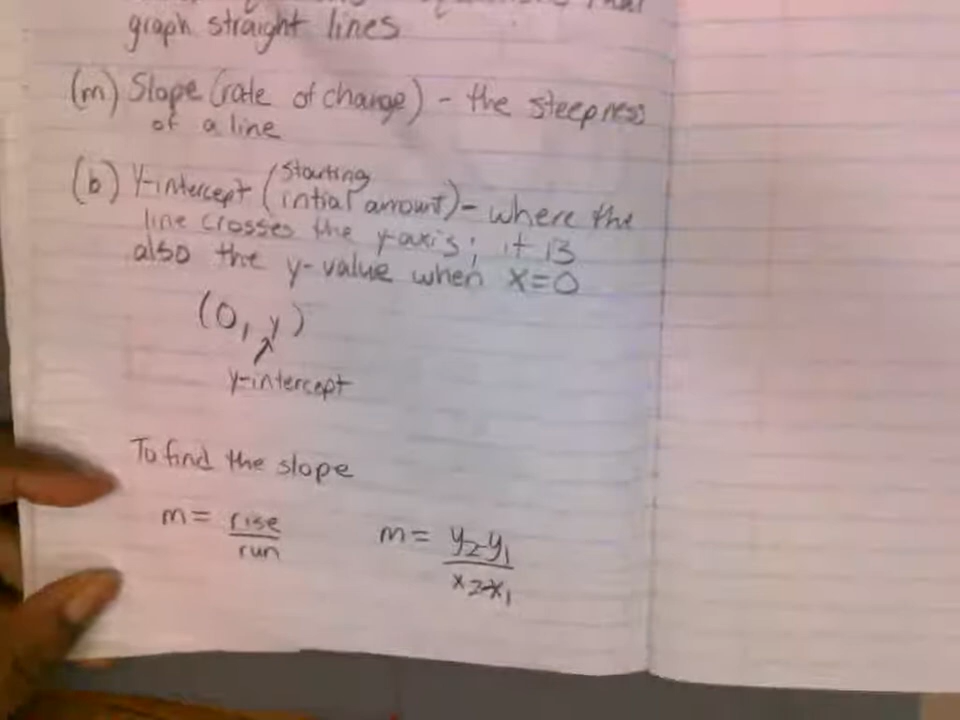 that
graph straight lines
(m) Slope (rate of change) - the steepness
of a line
(b) Y-intercept (starting
intial amount) - where the
line crosses the y-axis; it is
also the y-value when x=0
(0, y)
y-intercept
To find the slope
m = rise/run m = y2-y1/x2-x1